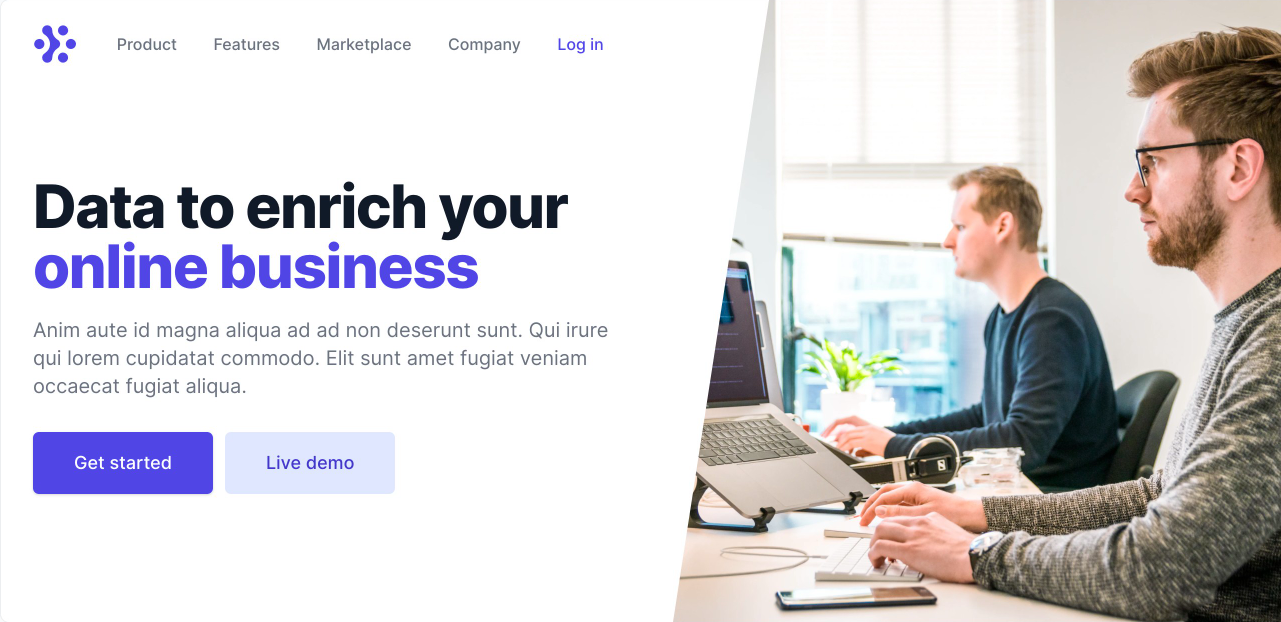 Product Features Marketplace Company Log in
Data to enrich your
online business
Anim aute id magna aliqua ad ad non deserunt sunt. Qui irure
qui lorem cupidatat commodo. Elit sunt amet fugiat veniam
occaecat fugiat aliqua.
Get started Live demo